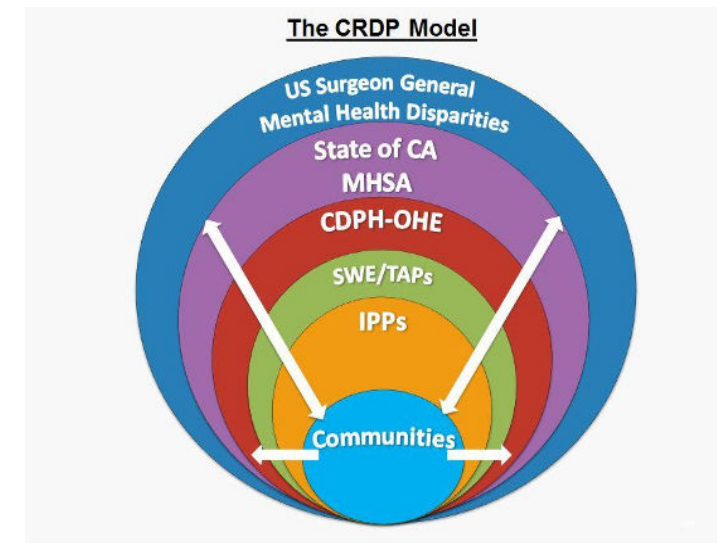 The CRDP Model
US Surgeon General
Mental Health Disparities
State of CA
MHSA
CDPH-OHE
SWE/TAPs
IPPs
Communities